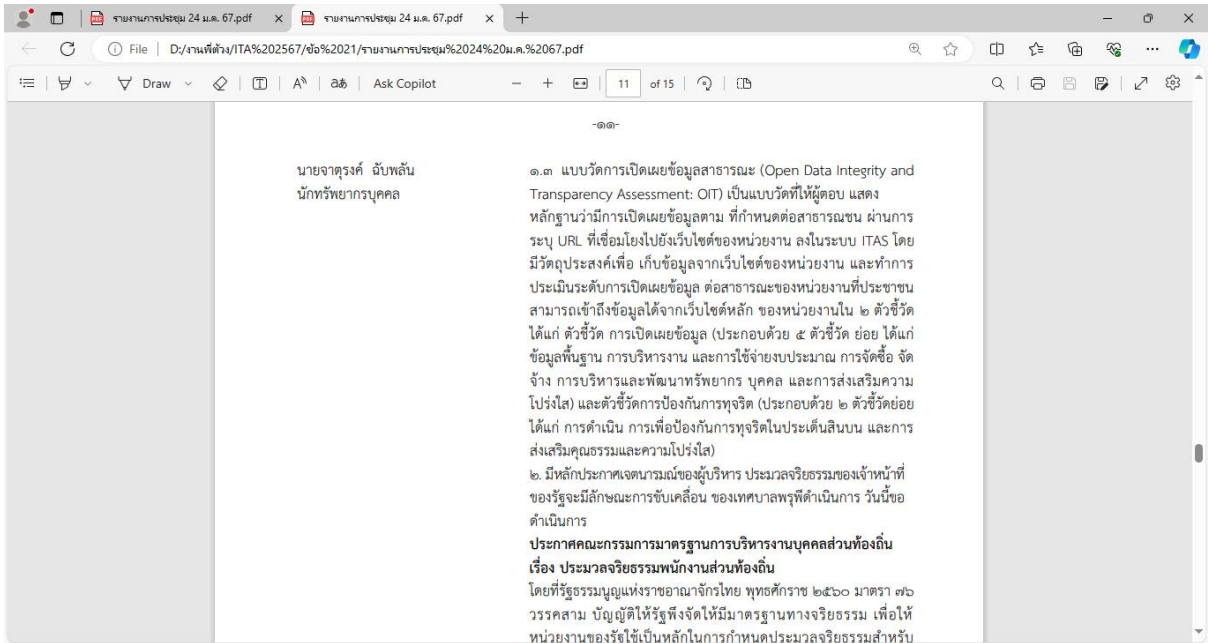 รายงานการประชุม 24 ม.ค. 67.pdf
รายงานการประชุม 24 ม.ค. 67.pdf
File D:/งานพี่ต้วง/ITA%202567/ข้อ%2021/รายงานการประชุม%2024%20ม.ค.%2067.pdf
Draw Ask Copilot 11 of 15
-๑๑-
นายจาตุรงค์ ฉับพลัน
นักทรัพยากรบุคคล
๑.๓ แบบวัดการเปิดเผยข้อมูลสาธารณะ (Open Data Integrity and
Transparency Assessment: OIT) เป็นแบบวัดที่ให้ผู้ตอบ แสดง
หลักฐานว่ามีการเปิดเผยข้อมูลตาม ที่กำหนดต่อสาธารณชน ผ่านการ
ระบุ URL ที่เชื่อมโยงไปยังเว็บไซต์ของหน่วยงาน ลงในระบบ ITAS โดย
มีวัตถุประสงค์เพื่อ เก็บข้อมูลจากเว็บไซต์ของหน่วยงาน และทำการ
ประเมินระดับการเปิดเผยข้อมูล ต่อสาธารณะของหน่วยงานที่ประชาชน
สามารถเข้าถึงข้อมูลได้จากเว็บไซต์หลัก ของหน่วยงานใน ๒ ตัวชี้วัด
ได้แก่ ตัวชี้วัด การเปิดเผยข้อมูล (ประกอบด้วย ๕ ตัวชี้วัด ย่อย ได้แก่
ข้อมูลพื้นฐาน การบริหารงาน และการใช้จ่ายงบประมาณ การจัดซื้อ จัด
จ้าง การบริหารและพัฒนาทรัพยากร บุคคล และการส่งเสริมความ
โปร่งใส) และตัวชี้วัดการป้องกันการทุจริต (ประกอบด้วย ๒ ตัวชี้วัดย่อย
ได้แก่ การดำเนิน การเพื่อป้องกันการทุจริตในประเด็นสินบน และการ
ส่งเสริมคุณธรรมและความโปร่งใส)
๒. มีหลักประกาศเจตนารมณ์ของผู้บริหาร ประมวลจริยธรรมของเจ้าหน้าที่
ของรัฐจะมีลักษณะการขับเคลื่อน ของเทศบาลพรุพีดำเนินการ วันนี้ขอ
ดำเนินการ
ประกาศคณะกรรมการมาตรฐานการบริหารงานบุคคลส่วนท้องถิ่น
เรื่อง ประมวลจริยธรรมพนักงานส่วนท้องถิ่น
โดยที่รัฐธรรมนูญแห่งราชอาณาจักรไทย พุทธศักราช ๒๕๖๐ มาตรา ๗๖
วรรคสาม บัญญัติให้รัฐพึงจัดให้มีมาตรฐานทางจริยธรรม เพื่อให้
หน่วยงานของรัฐใช้เป็นหลักในการกำหนดประมวลจริยธรรมสำหรับ